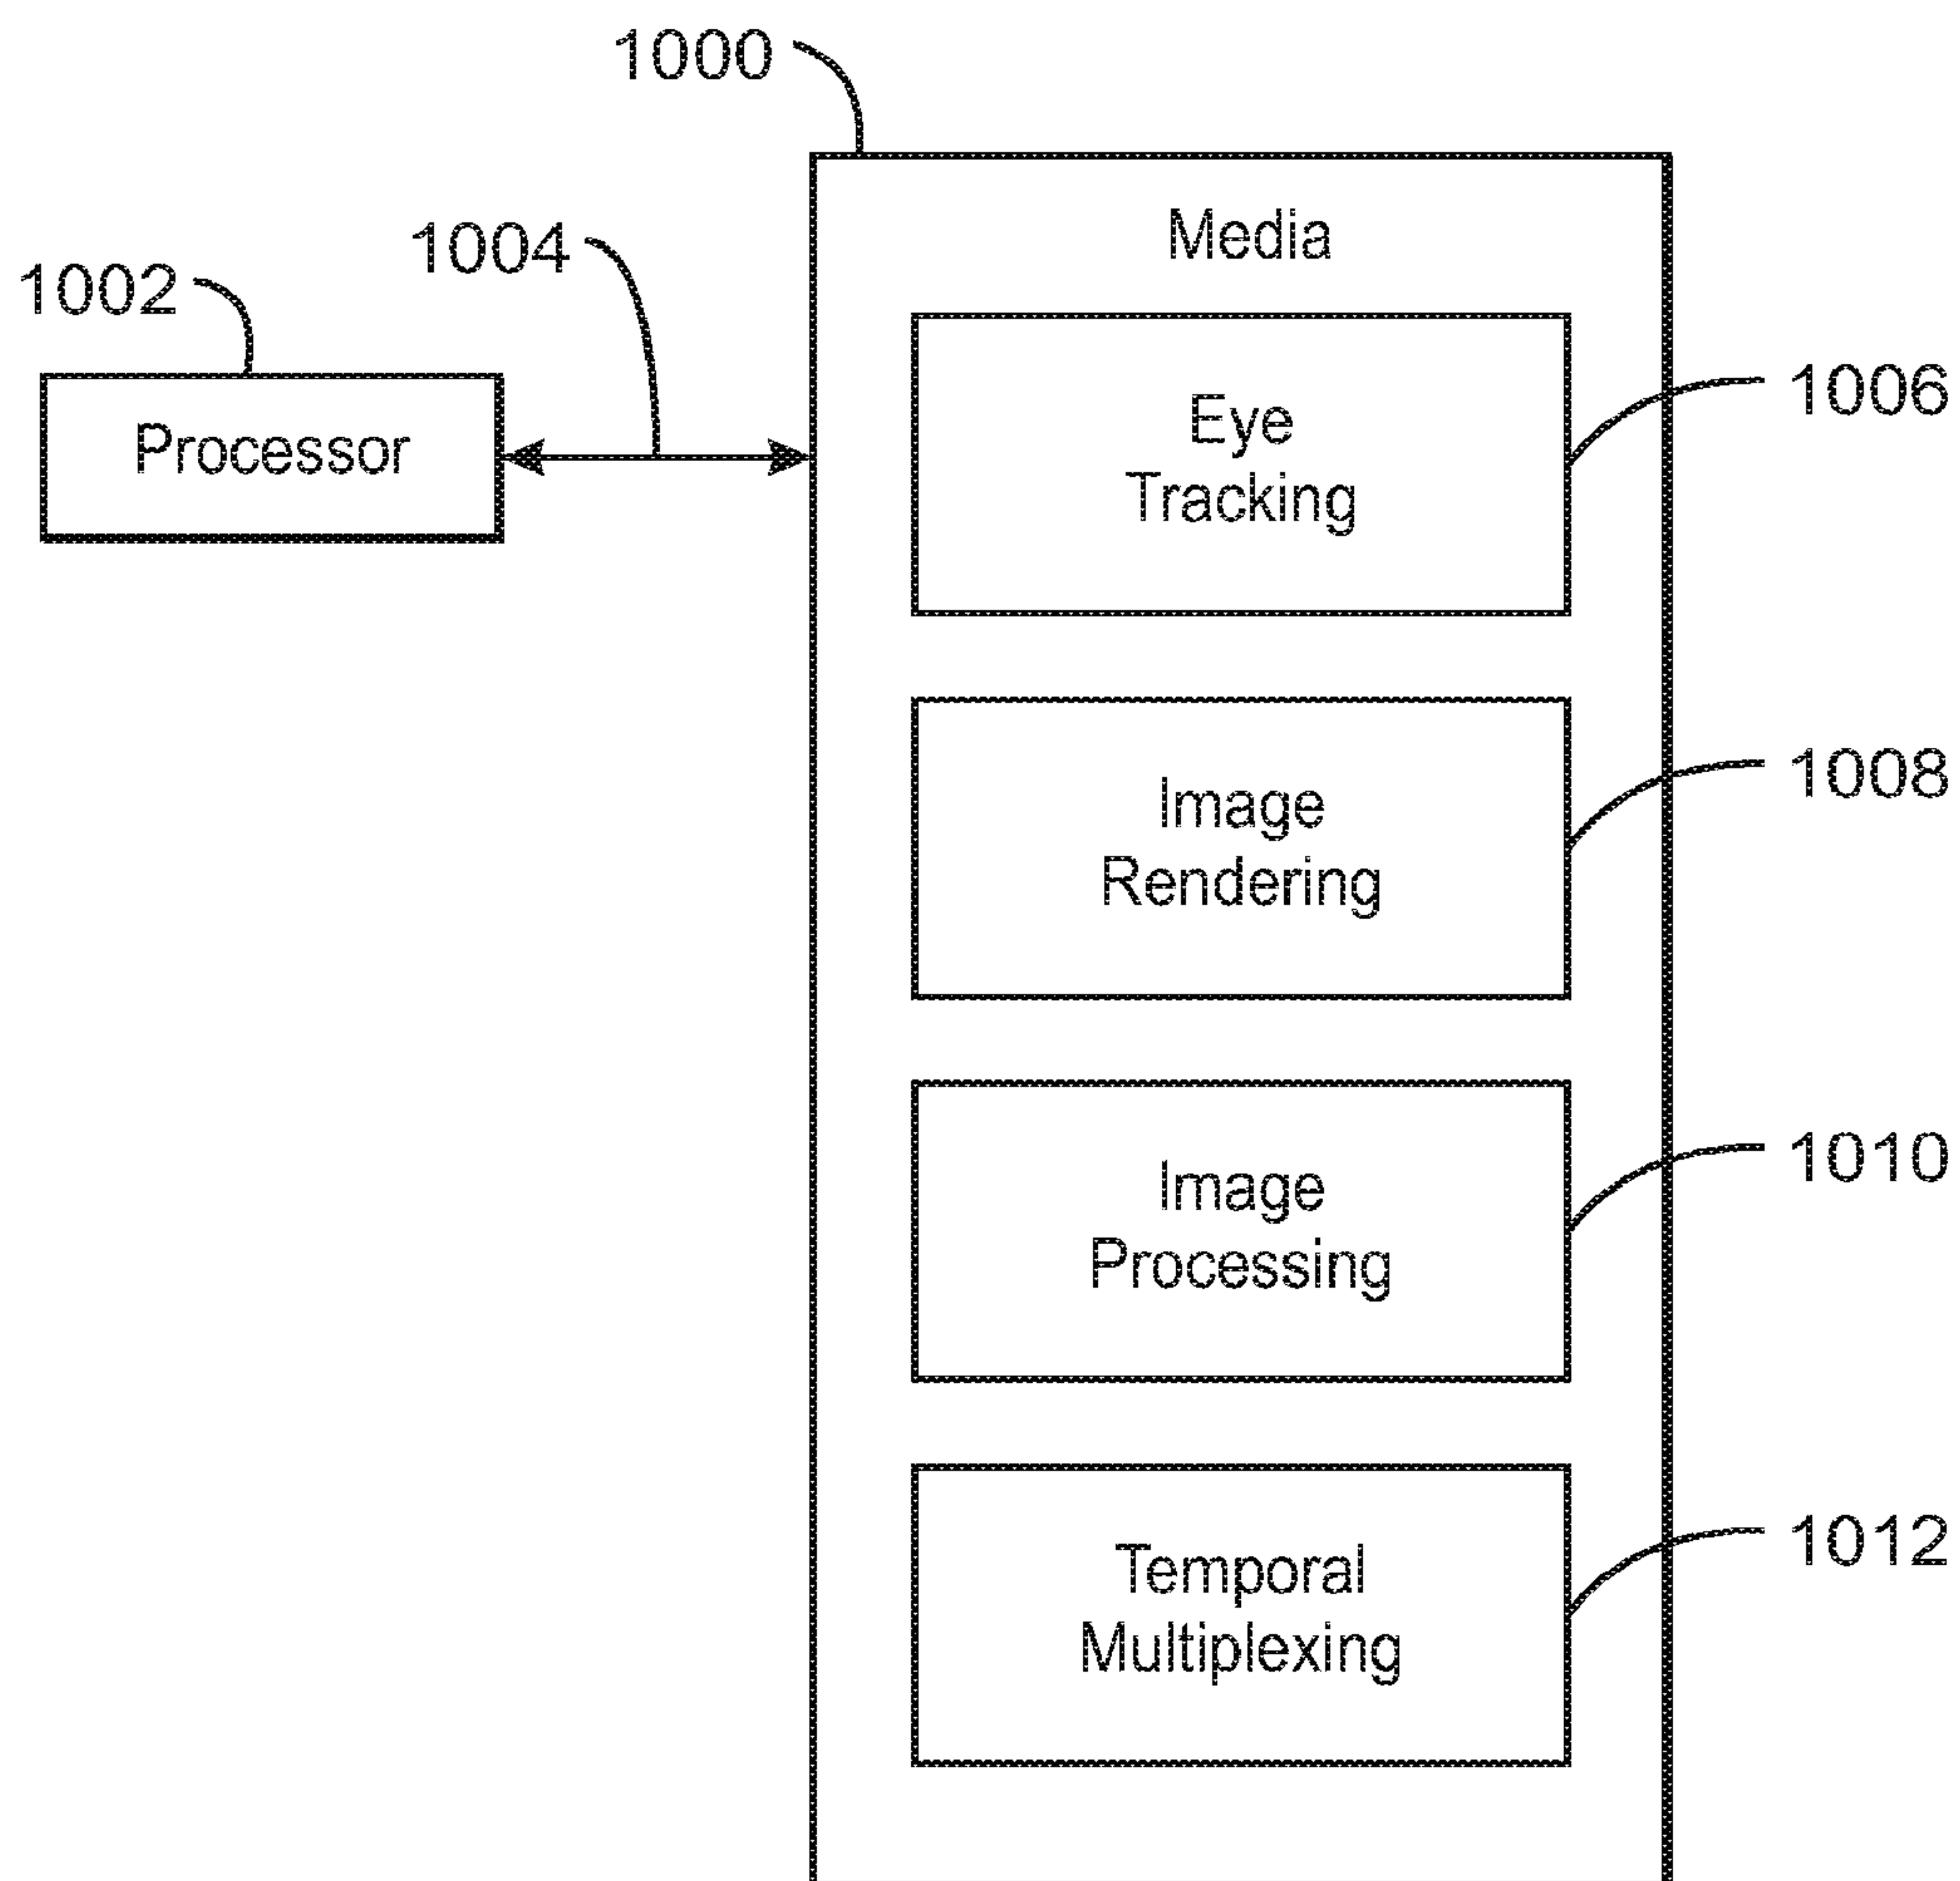 1000
Media
1004
1002
Processor
Eye
Tracking
1006
Image
Rendering
1008
Image
Processing
1010
Temporal
Multiplexing
1012